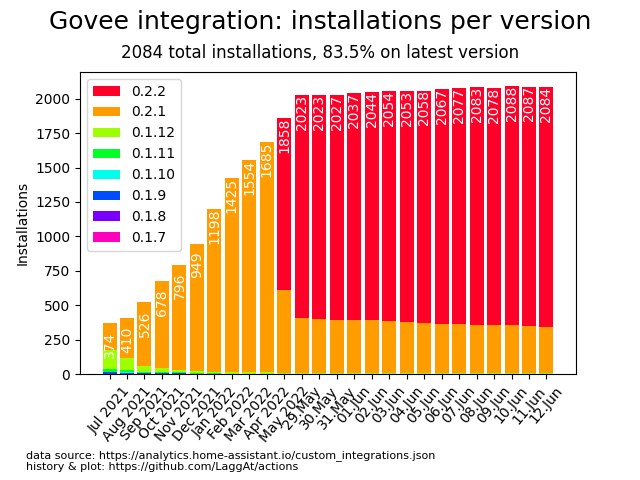 Govee integration: installations per version
2084 total installations, 83.5% on latest version
Installations
2000
1750
1500
1250
1000
750
500
250
0
0.2.2
0.2.1
0.1.12
0.1.11
0.1.10
0.1.9
0.1.8
0.1.7
374
410
526
678
796
949
1198
1425
1554
1685
1858
2023
2023
2027
2037
2044
2054
2053
2058
2067
2077
2083
2078
2088
2087
2084
Jul 2021
Aug 2021
Sep 2021
Oct 2021
Nov 2021
Dec 2021
Jan 2022
Feb 2022
Mar 2022
Apr 2022
May 2022
29.May
30.May
31.May
01.Jun
02.Jun
03.Jun
04.Jun
05.Jun
06.Jun
07.Jun
08.Jun
09.Jun
10.Jun
11.Jun
12.Jun
data source: https://analytics.home-assistant.io/custom_integrations.json
history & plot: https://github.com/LaggAt/actions